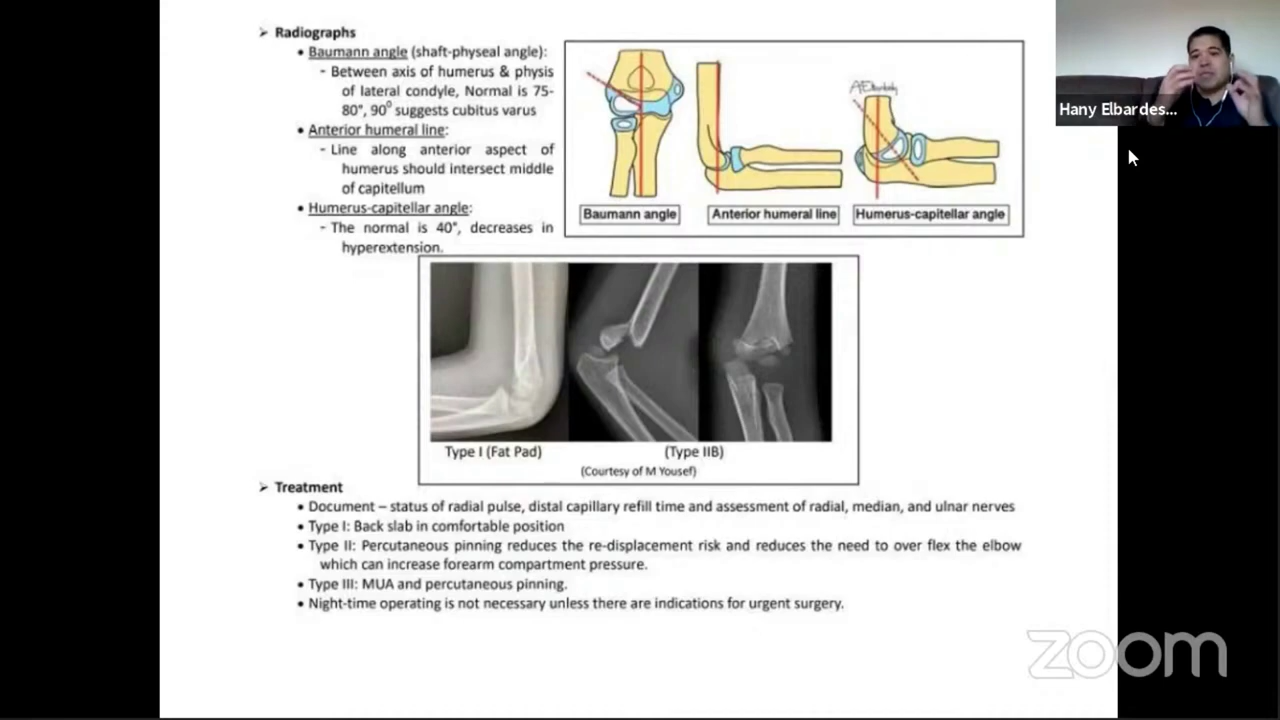 ➢ Radiographs
• Baumann angle (shaft-physeal angle):
- Between axis of humerus & physis
of lateral condyle, Normal is 75-
80°, 90⁰ suggests cubitus varus
• Anterior humeral line:
- Line along anterior aspect of
humerus should intersect middle
of capitellum
• Humerus-capitellar angle:
- The normal is 40°, decreases in
hyperextension.
Baumann angle
Anterior humeral line
Humerus-capitellar angle
Type I (Fat Pad)
(Type IIB)
(Courtesy of M Yousef)
➢ Treatment
• Document – status of radial pulse, distal capillary refill time and assessment of radial, median, and ulnar nerves
• Type I: Back slab in comfortable position
• Type II: Percutaneous pinning reduces the re-displacement risk and reduces the need to over flex the elbow
which can increase forearm compartment pressure.
• Type III: MUA and percutaneous pinning.
• Night-time operating is not necessary unless there are indications for urgent surgery.
Hany Elbardes...
zoom